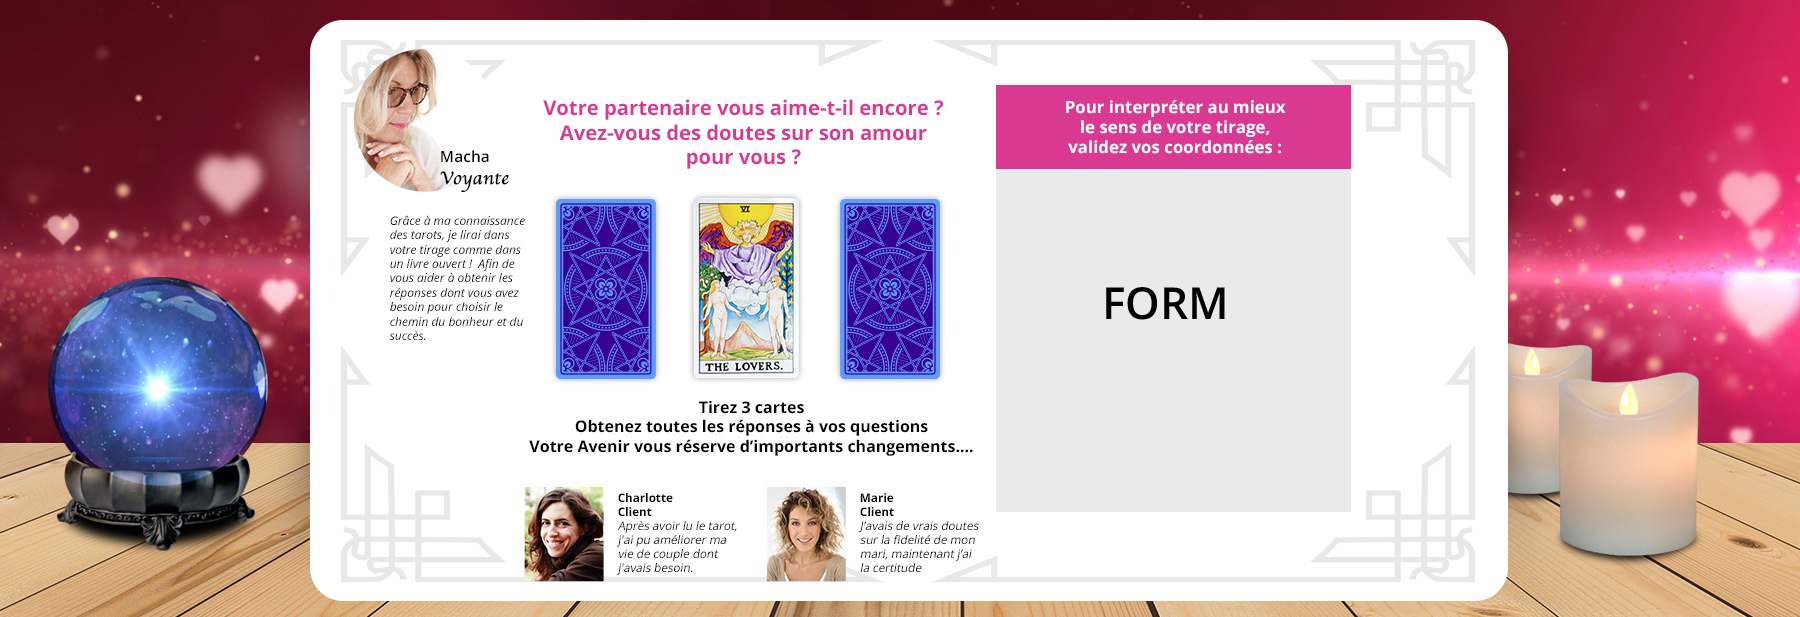 Macha
Voyante
Grâce à ma connaissance
des tarots, je lirai dans
votre tirage comme dans
un livre ouvert !  Afin de
vous aider à obtenir les
réponses dont vous avez
besoin pour choisir le
chemin du bonheur et du
succès.
Votre partenaire vous aime-t-il encore ?
Avez-vous des doutes sur son amour
pour vous ?
VI
THE LOVERS.
Tirez 3 cartes
Obtenez toutes les réponses à vos questions
Votre Avenir vous réserve d’importants changements....
Charlotte
Client
Après avoir lu le tarot,
j'ai pu améliorer ma
vie de couple dont
j'avais besoin.
Marie
Client
J’avais de vrais doutes
sur la fidelité de mon
mari, maintenant j’ai
la certitude
Pour interpréter au mieux
le sens de votre tirage,
validez vos coordonnées :
FORM